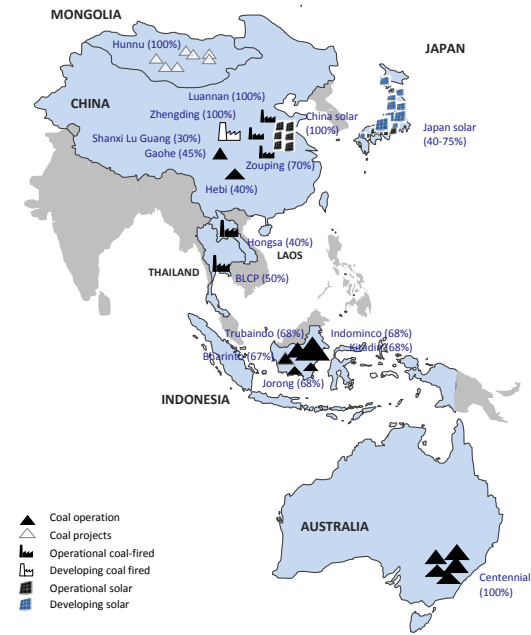 MONGOLIA
Hunnu (100%)
JAPAN
Luannan (100%)
CHINA
Zhengding (100%)
China solar
(100%)
Shanxi Lu Guang (30%)
Japan solar
(40-75%)
Gaohe (45%)
Zouping (70%)
Hebi (40%)
Hongsa (40%)
LAOS
THAILAND
BLCP (50%)
Trubaindo (68%)
Indominco (68%)
Kitadin (68%)
Bharinto (67%)
Jorong (68%)
INDONESIA
AUSTRALIA
Centennial
(100%)
Coal operation
Coal projects
Operational coal-fired
Developing coal fired
Operational solar
Developing solar